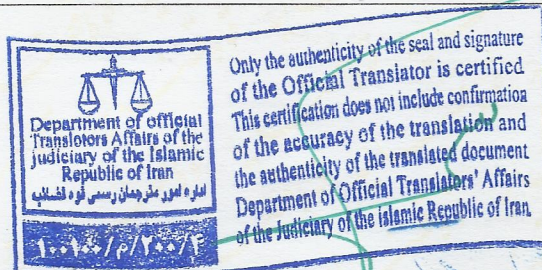 Department of official
Translotors Affairs of the
judiciary of the Islamic
Republic of Iran
اداره امور مترجمان رسمی قوه قضائیه
Only the authenticity of the seal and signature
of the Official Translator is certified
This certification does not include confirmation
of the accuracy of the translation and
the authenticity of the translated document
Department of Official Translators' Affairs
of the Judiciary of the islamic Republic of Iran.